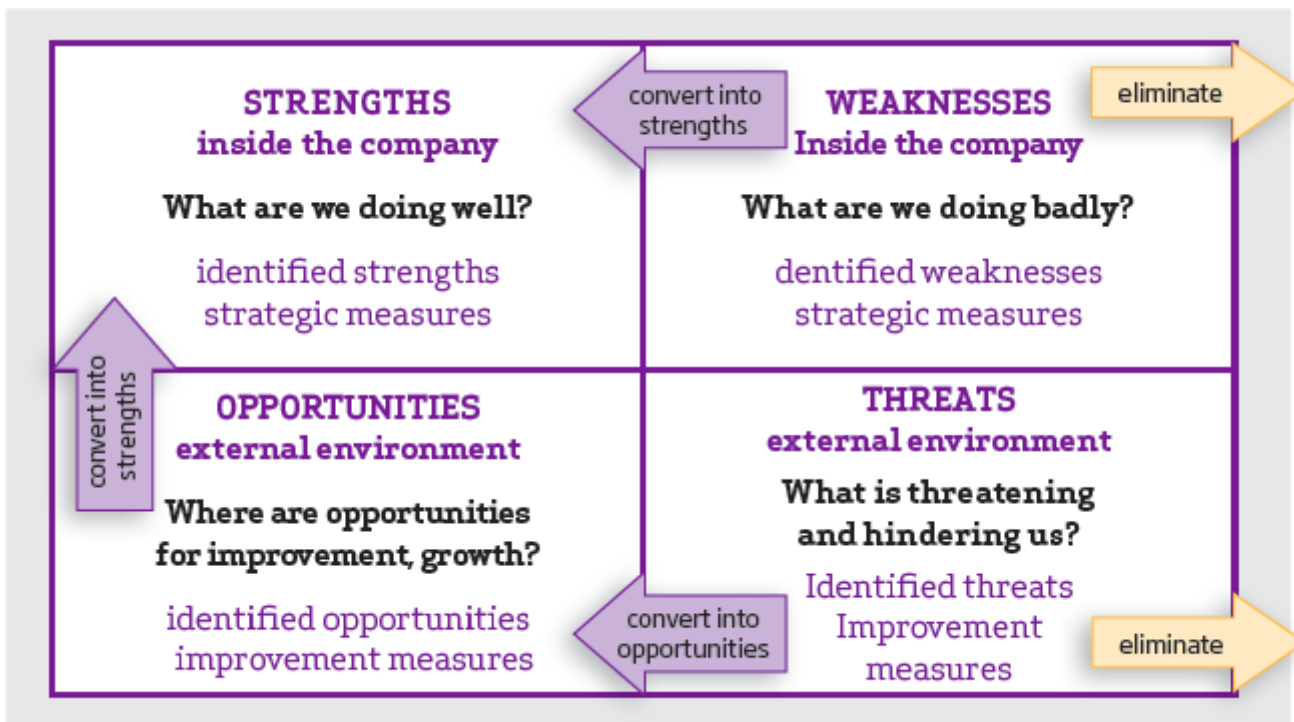 STRENGTHS
inside the company
What are we doing well?
identified strengths
strategic measures
convert into
strengths
WEAKNESSES
Inside the company
What are we doing badly?
dentified weaknesses
strategic measures
eliminate
convert into
strengths
OPPORTUNITIES
external environment
Where are opportunities
for improvement, growth?
identified opportunities
improvement measures
convert into
opportunities
THREATS
external environment
What is threatening
and hindering us?
Identified threats
Improvement
measures
eliminate